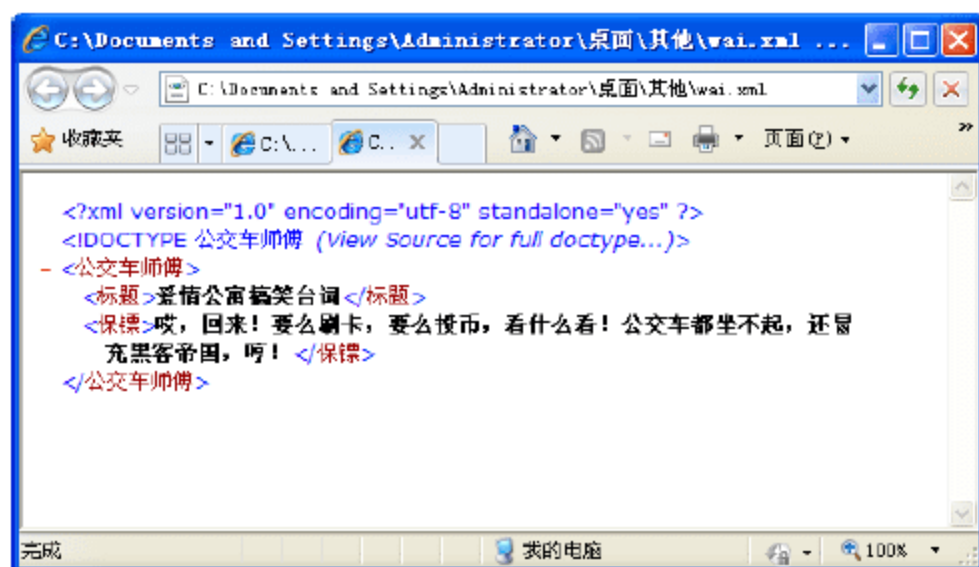 C:\Documents and Settings\Administrator\桌面\其他\wai.xml ...
C:\Documents and Settings\Administrator\桌面\其他\wai.xml
收藏夹 C:\... C.. X 页面(P) »
<?xml version="1.0" encoding="utf-8" standalone="yes" ?>
<!DOCTYPE 公交车师傅 (View Source for full doctype...)>
- <公交车师傅>
<标题>爱情公寓搞笑台词</标题>
<保镖>哎，回来！要么刷卡，要么投币，看什么看！公交车都坐不起，还冒
充黑客帝国，哼！</保镖>
</公交车师傅>
完成 我的电脑 100%